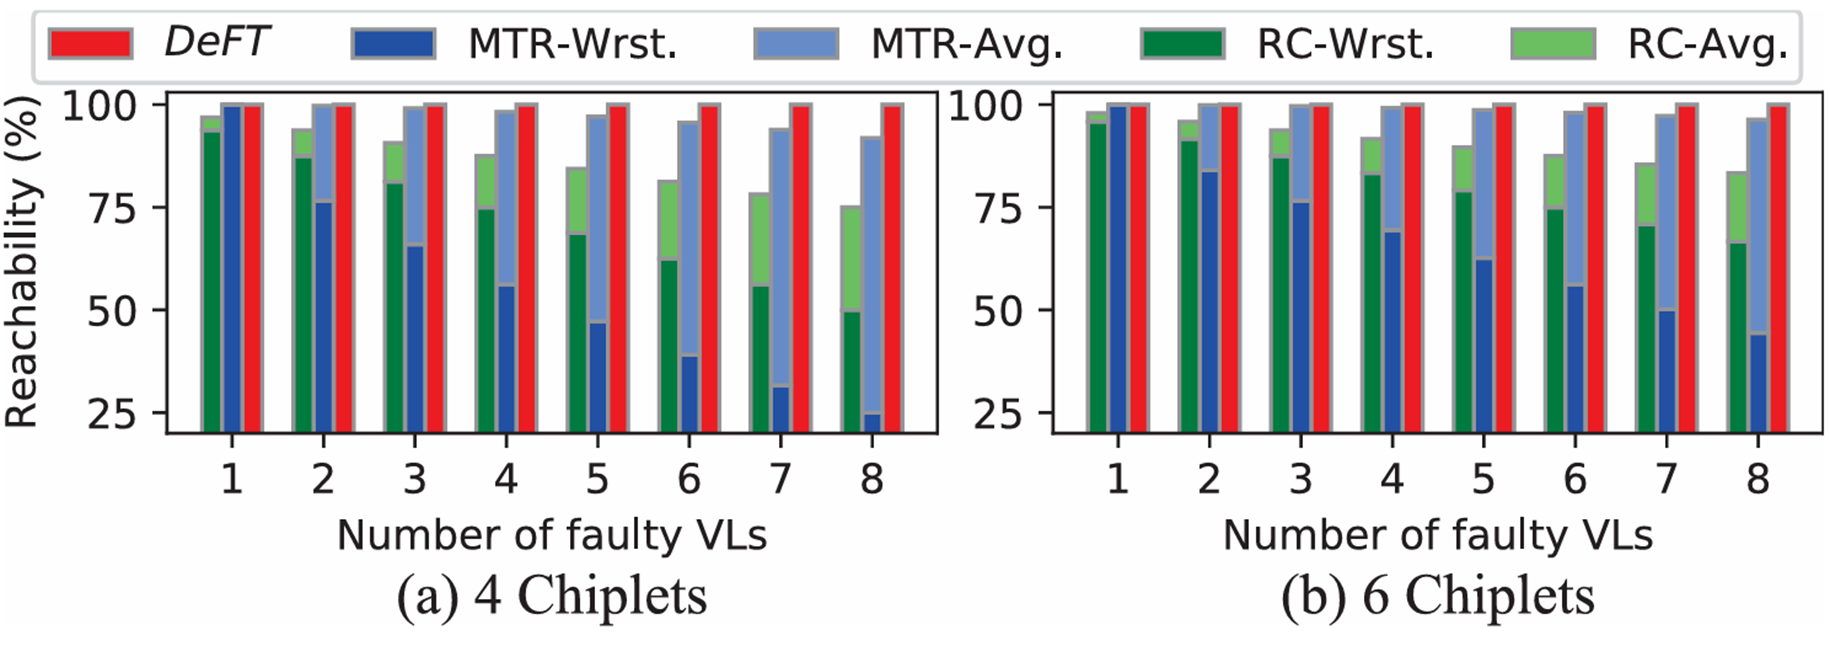 DeFT MTR-Wrst. MTR-Avg. RC-Wrst. RC-Avg.
Reachability (%)
100
75
50
25
1 2 3 4 5 6 7 8
Number of faulty VLs
(a) 4 Chiplets
100
75
50
25
1 2 3 4 5 6 7 8
Number of faulty VLs
(b) 6 Chiplets